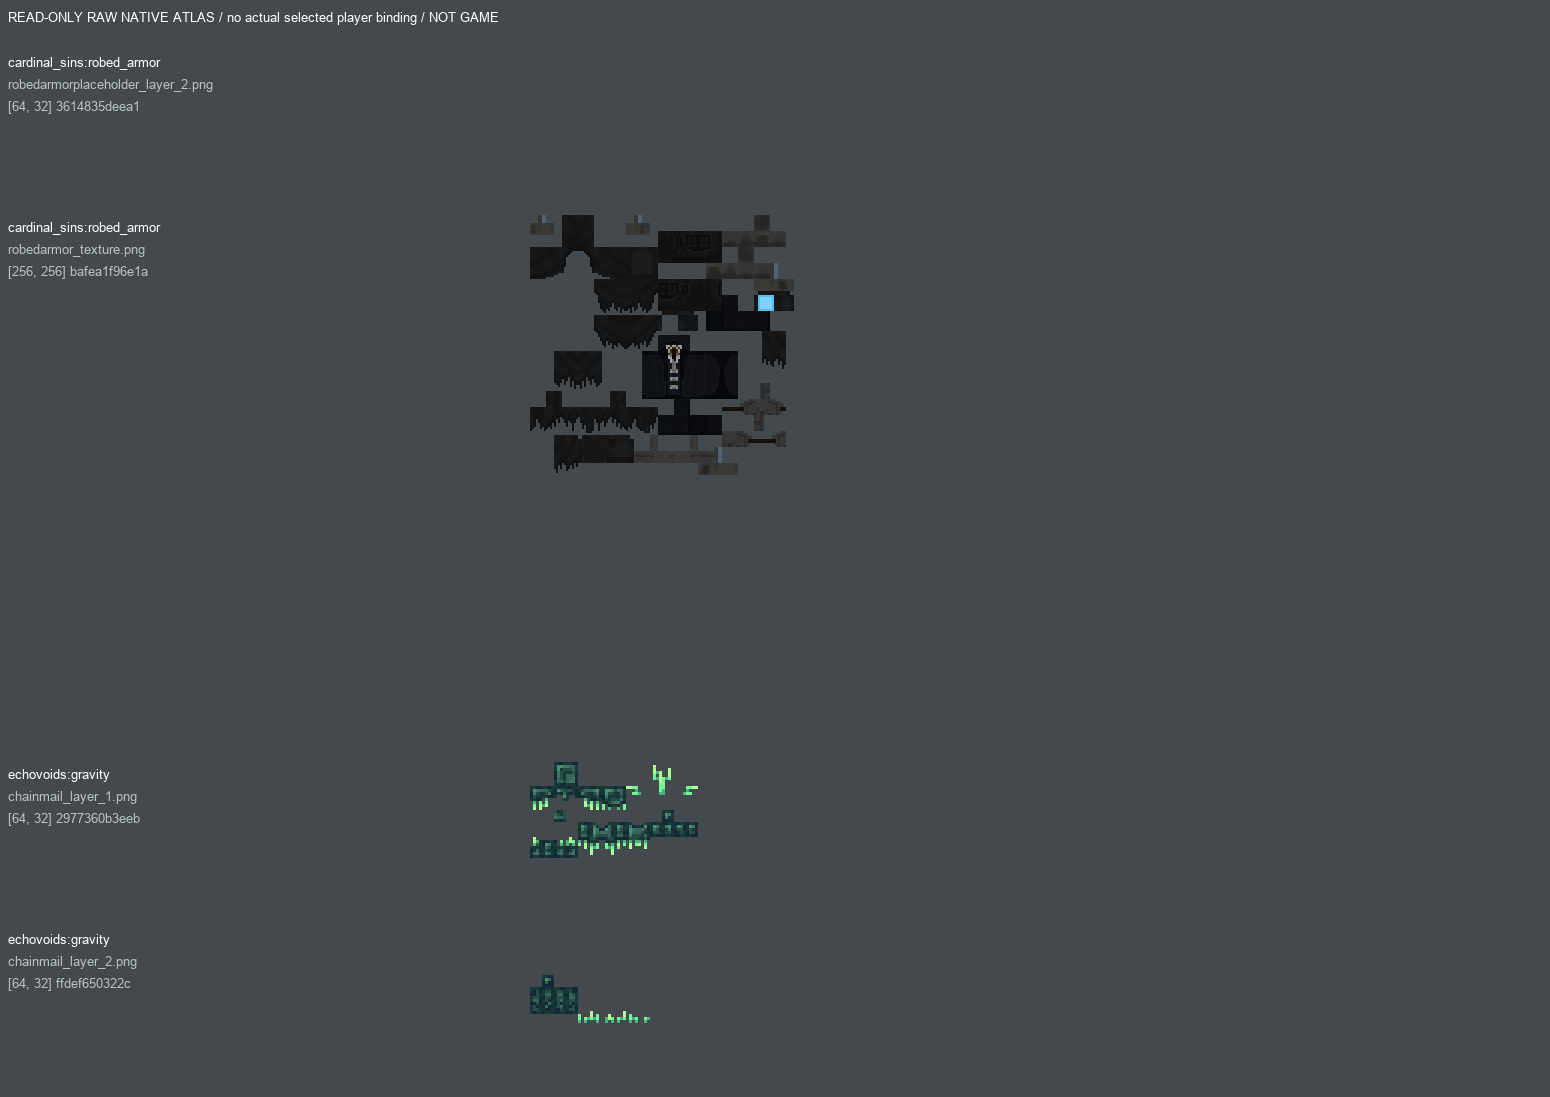 READ-ONLY RAW NATIVE ATLAS / no actual selected player binding / NOT GAME
cardinal_sins:robed_armor
robedarmorplaceholder_layer_2.png
[64, 32] 3614835deea1
cardinal_sins:robed_armor
robedarmor_texture.png
[256, 256] bafea1f96e1a
echovoids:gravity
chainmail_layer_1.png
[64, 32] 2977360b3eeb
echovoids:gravity
chainmail_layer_2.png
[64, 32] ffdef650322c